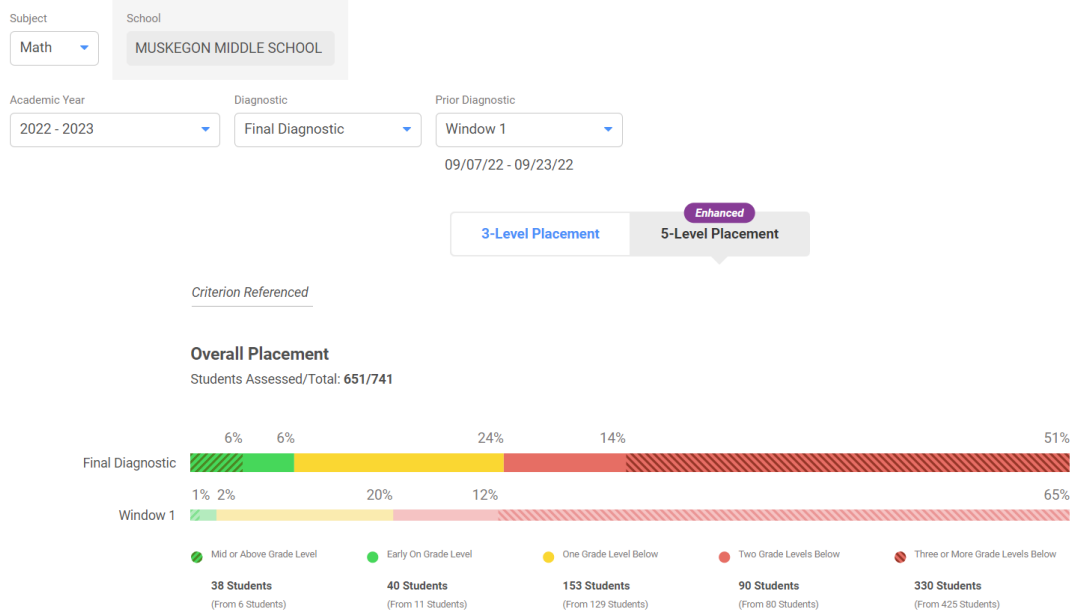 Subject School
Math MUSKEGON MIDDLE SCHOOL
Academic Year Diagnostic Prior Diagnostic
2022 - 2023 Final Diagnostic Window 1
09/07/22 - 09/23/22
Enhanced
3-Level Placement 5-Level Placement
Criterion Referenced
Overall Placement
Students Assessed/Total: 651/741
6% 6% 24% 14% 51%
Final Diagnostic
1% 2% 20% 12% 65%
Window 1
Mid or Above Grade Level Early On Grade Level One Grade Level Below Two Grade Levels Below Three or More Grade Levels Below
38 Students 40 Students 153 Students 90 Students 330 Students
(From 6 Students) (From 11 Students) (From 129 Students) (From 80 Students) (From 425 Students)